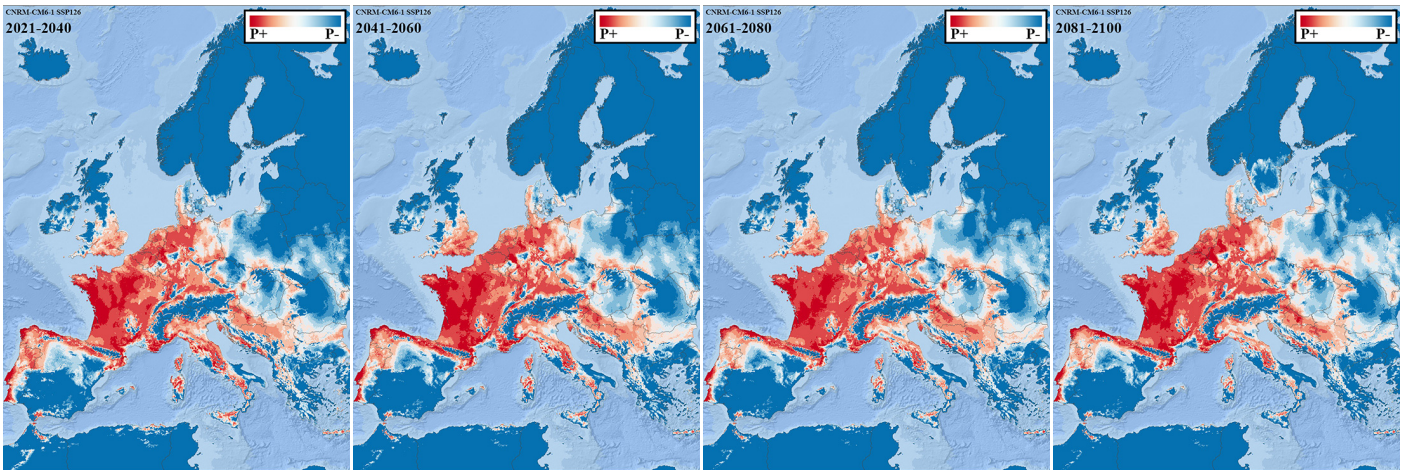 CNRM-CM6-1 SSP126
2021-2040
P+ P-
CNRM-CM6-1 SSP126
2041-2060
P+ P-
CNRM-CM6-1 SSP126
2061-2080
P+ P-
CNRM-CM6-1 SSP126
2081-2100
P+ P-